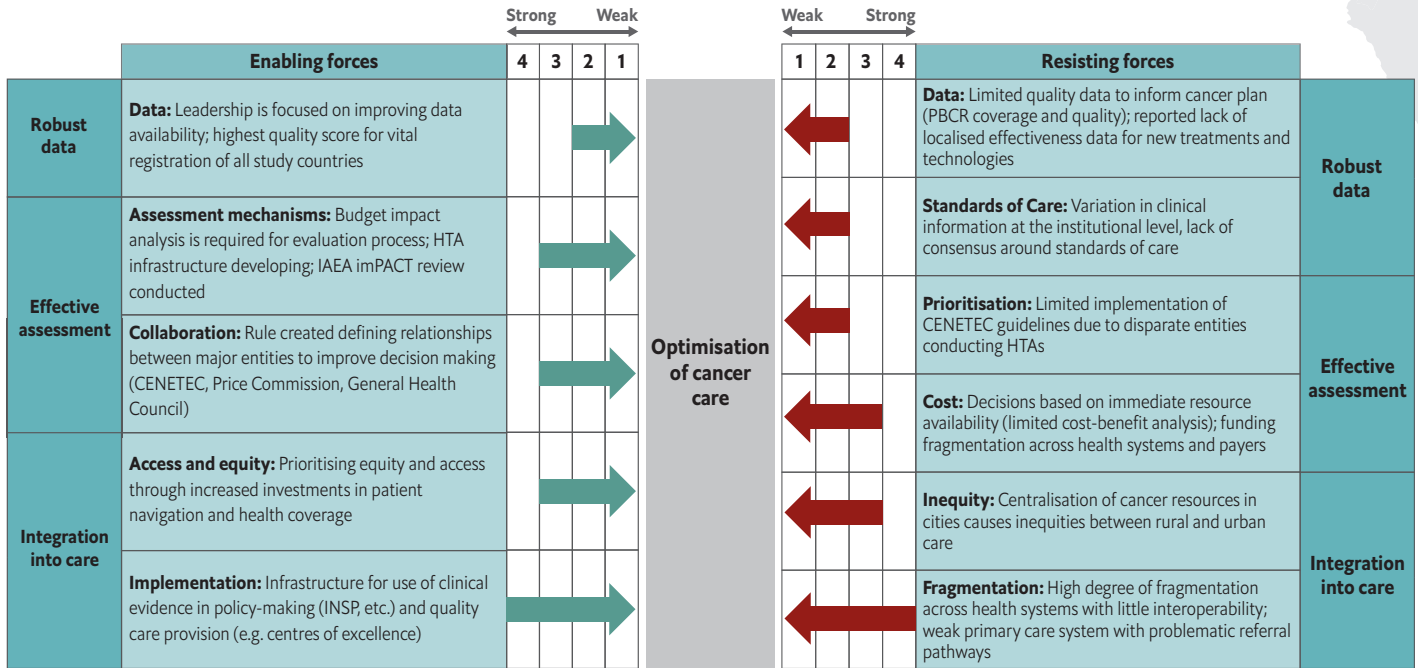 Strong Weak
Weak Strong
Enabling forces 4 3 2 1
1 2 3 4 Resisting forces
Robust
data
Data: Leadership is focused on improving data
availability; highest quality score for vital
registration of all study countries
Effective
assessment
Assessment mechanisms: Budget impact
analysis is required for evaluation process; HTA
infrastructure developing; IAEA imPACT review
conducted
Collaboration: Rule created defining relationships
between major entities to improve decision making
(CENETEC, Price Commission, General Health
Council)
Integration
into care
Access and equity: Prioritising equity and access
through increased investments in patient
navigation and health coverage
Implementation: Infrastructure for use of clinical
evidence in policy-making (INSP, etc.) and quality
care provision (e.g. centres of excellence)
Optimisation
of cancer
care
Data: Limited quality data to inform cancer plan
(PBCR coverage and quality); reported lack of
localised effectiveness data for new treatments and
technologies
Standards of Care: Variation in clinical
information at the institutional level, lack of
consensus around standards of care
Robust
data
Prioritisation: Limited implementation of
CENETEC guidelines due to disparate entities
conducting HTAs
Cost: Decisions based on immediate resource
availability (limited cost-benefit analysis); funding
fragmentation across health systems and payers
Effective
assessment
Inequity: Centralisation of cancer resources in
cities causes inequities between rural and urban
care
Fragmentation: High degree of fragmentation
across health systems with little interoperability;
weak primary care system with problematic referral
pathways
Integration
into care